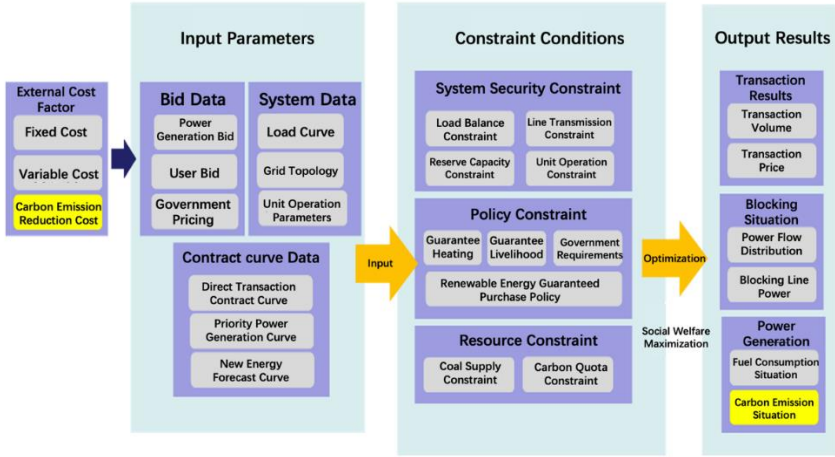 Input Parameters
Constraint Conditions
Output Results
External Cost
Factor
Fixed Cost
Variable Cost
Carbon Emission
Reduction Cost
Bid Data
Power
Generation Bid
User Bid
Government
Pricing
System Data
Load Curve
Grid Topology
Unit Operation
Parameters
Contract curve Data
Direct Transaction
Contract Curve
Priority Power
Generation Curve
New Energy
Forecast Curve
Input
System Security Constraint
Load Balance
Constraint
Line Transmission
Constraint
Reserve Capacity
Constraint
Unit Operation
Constraint
Policy Constraint
Guarantee
Heating
Guarantee
Livelihood
Government
Requirements
Renewable Energy Guaranteed
Purchase Policy
Resource Constraint
Coal Supply
Constraint
Carbon Quota
Constraint
Optimization
Social Welfare
Maximization
Transaction
Results
Transaction
Volume
Transaction
Price
Blocking
Situation
Power Flow
Distribution
Blocking Line
Power
Power
Generation
Fuel Consumption
Situation
Carbon Emission
Situation